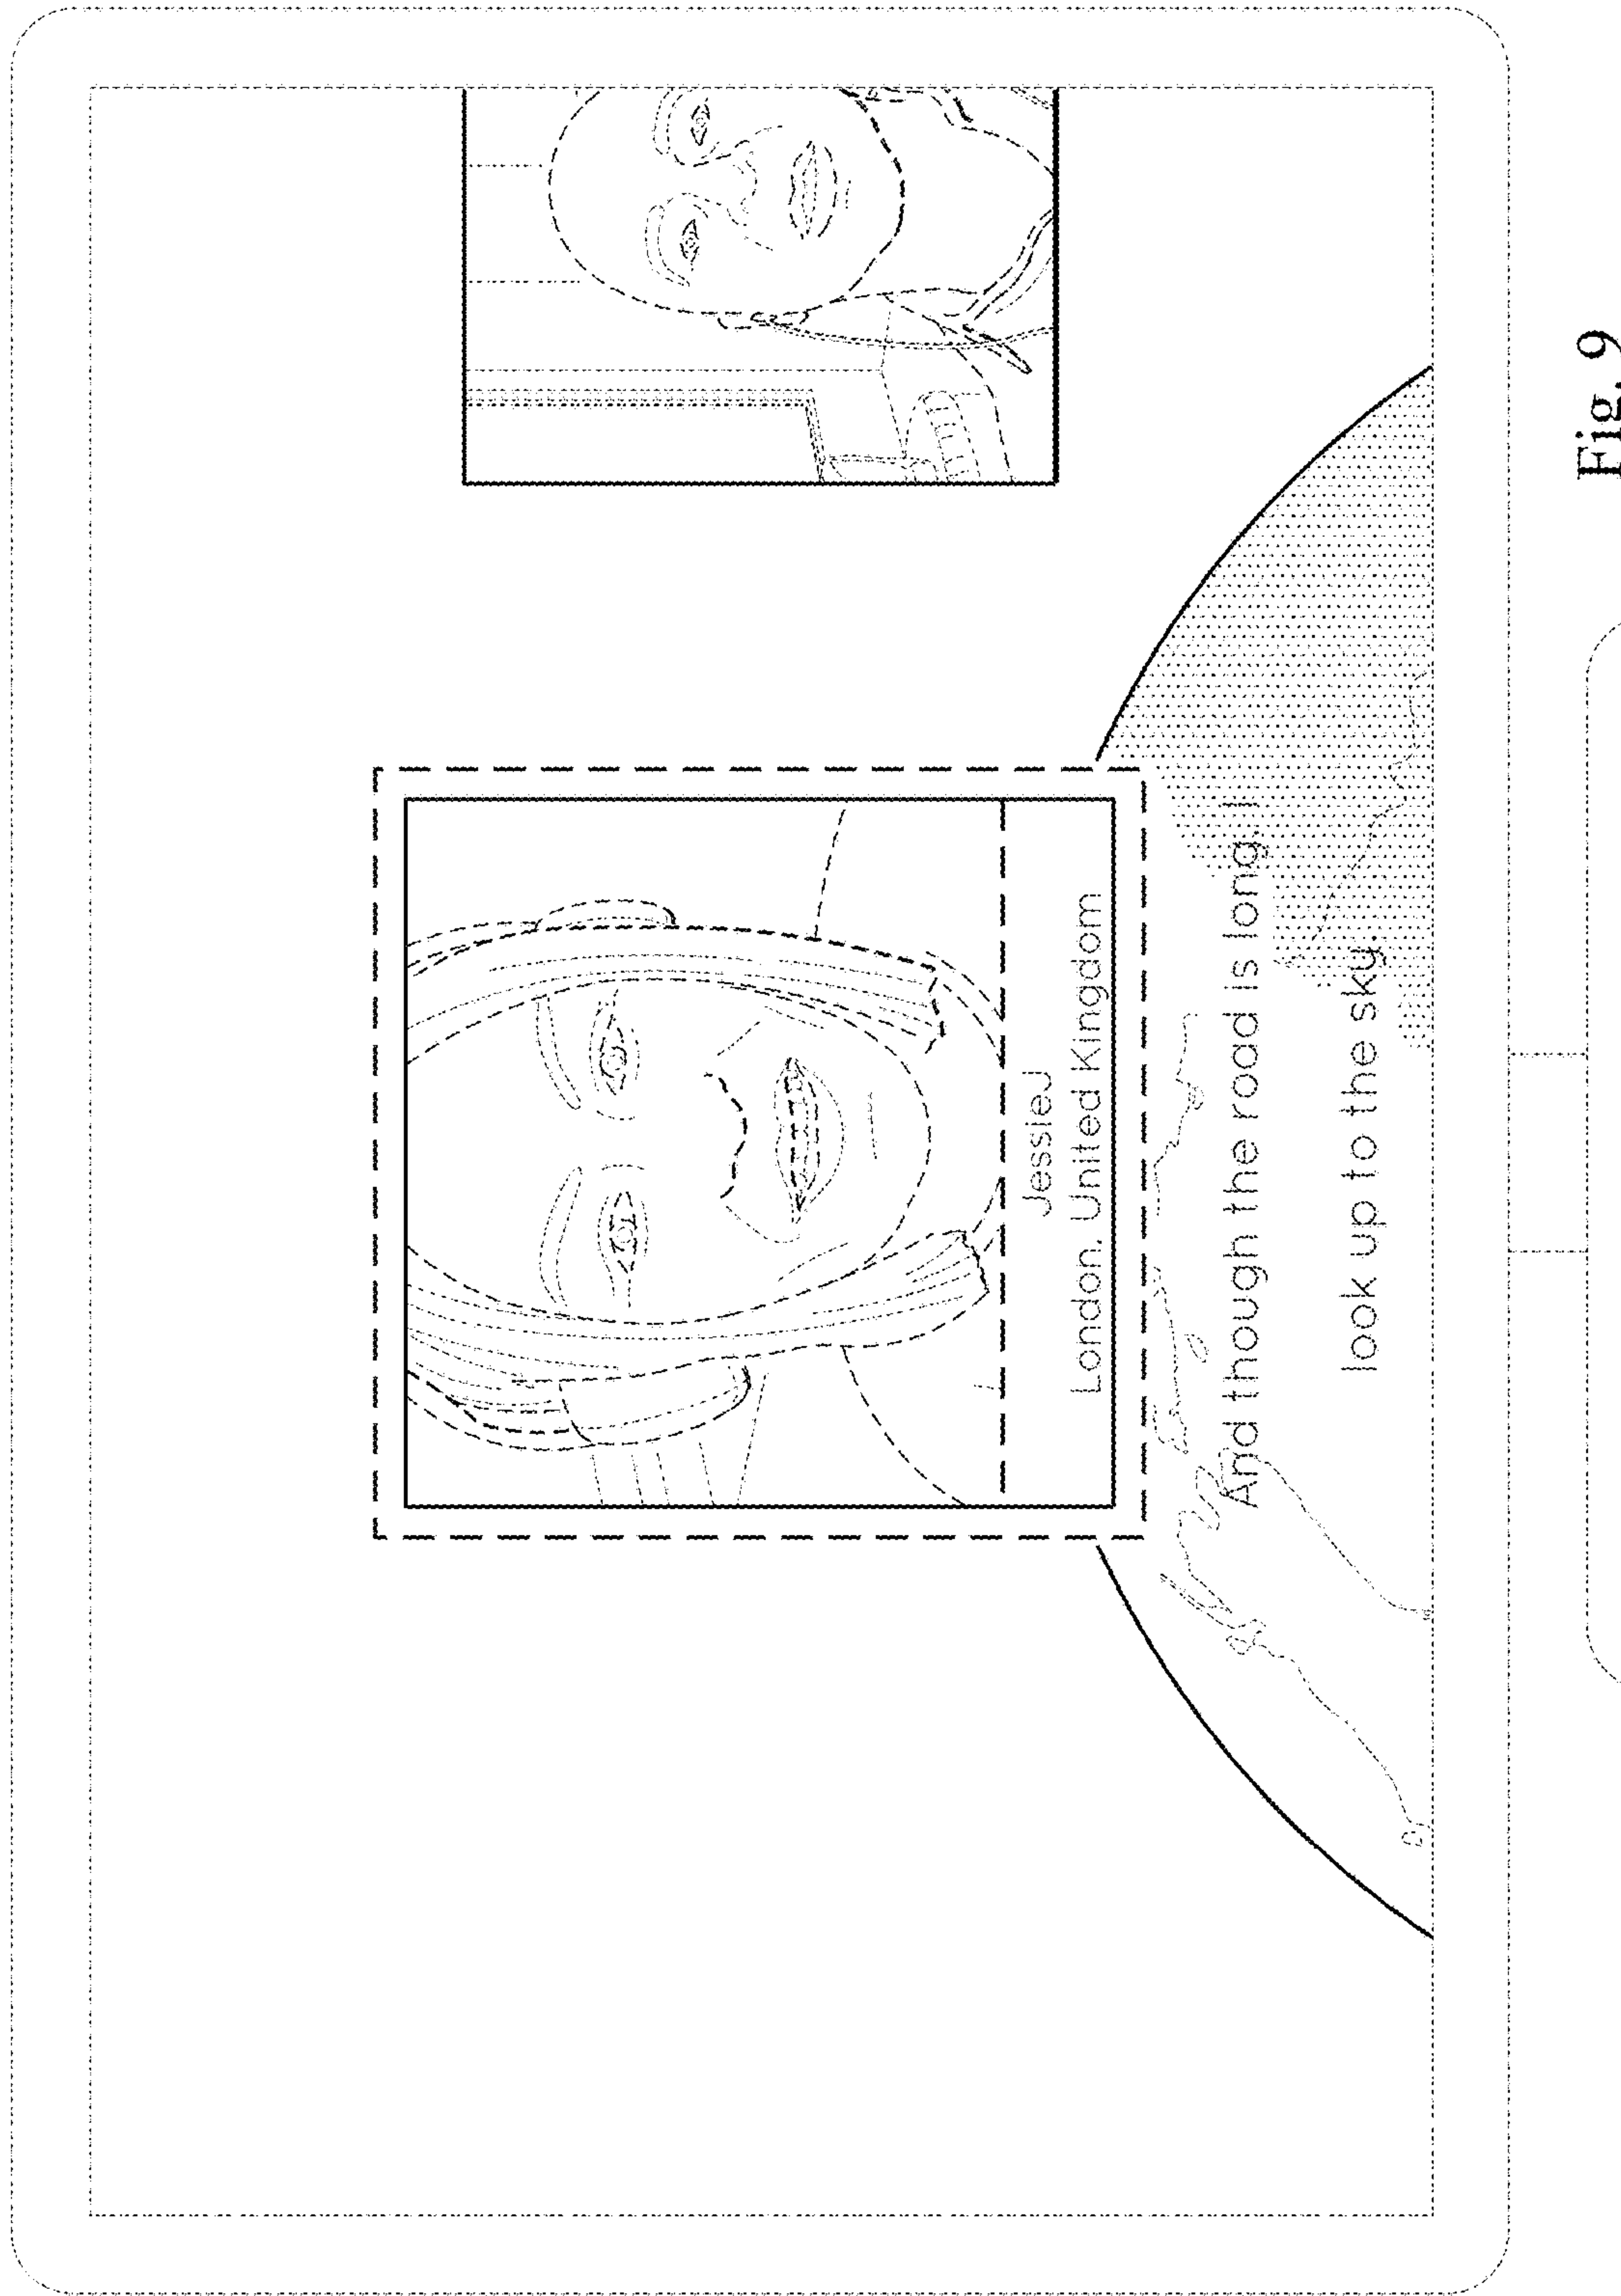 JessieJ
London, United Kingdom
And though the road is long, I
look up to the sky.
Fig. 9